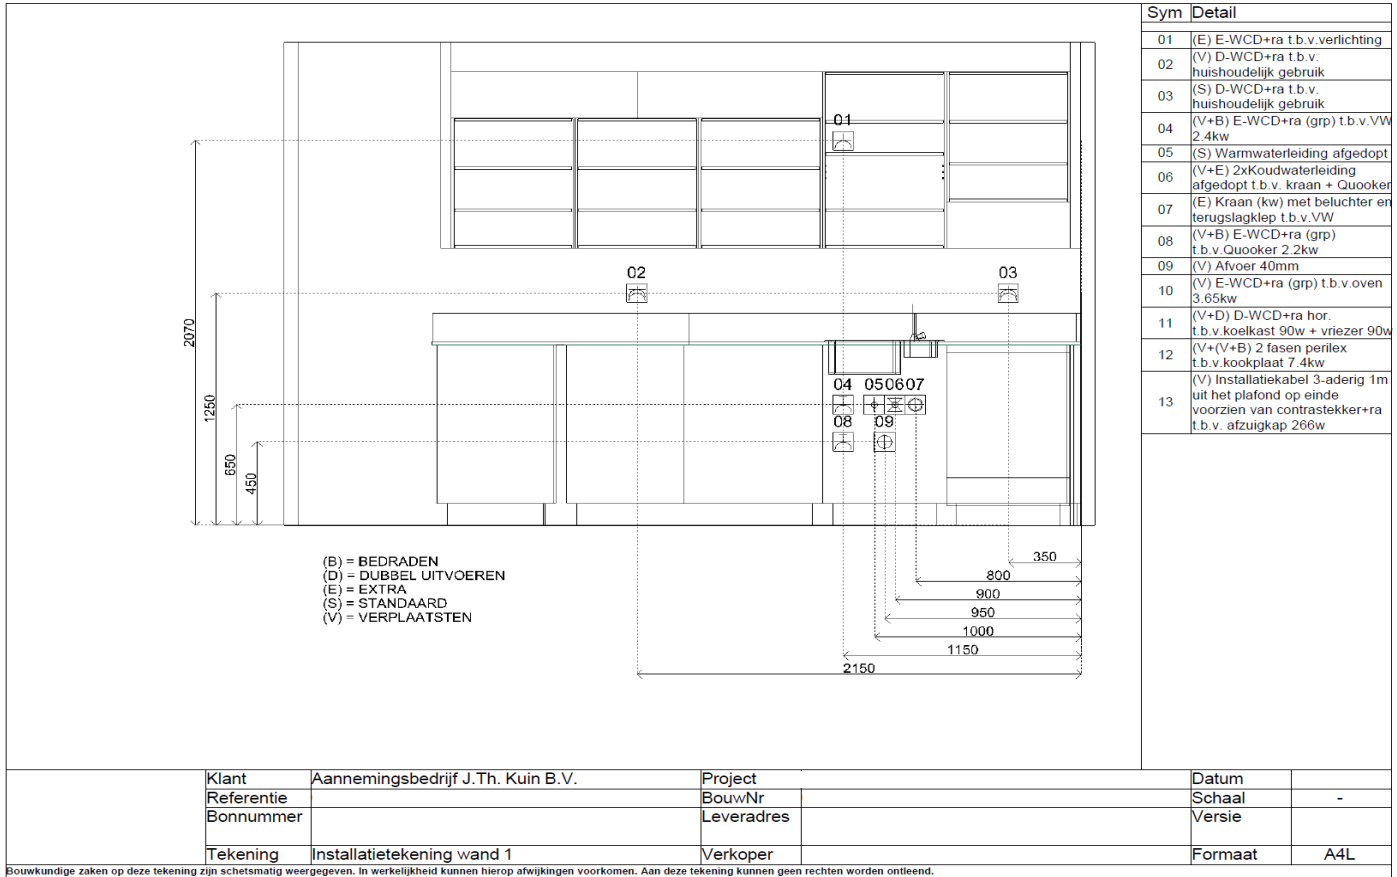 Sym Detail
01 (E) E-WCD+ra t.b.v.verlichting
02 (V) D-WCD+ra t.b.v.
huishoudelijk gebruik
03 (S) D-WCD+ra t.b.v.
huishoudelijk gebruik
04 (V+B) E-WCD+ra (grp) t.b.v.VW
2.4kw
05 (S) Warmwaterleiding afgedopt
06 (V+E) 2xKoudwaterleiding
afgedopt t.b.v. kraan + Quooker
07 (E) Kraan (kw) met beluchter en
terugslagklep t.b.v.VW
08 (V+B) E-WCD+ra (grp)
t.b.v.Quooker 2.2kw
09 (V) Afvoer 40mm
10 (V) E-WCD+ra (grp) t.b.v.oven
3.65kw
11 (V+D) D-WCD+ra hor.
t.b.v.koelkast 90w + vriezer 90w
12 (V+(V+B) 2 fasen perilex
t.b.v.kookplaat 7.4kw
13 (V) Installatiekabel 3-aderig 1m
uit het plafond op einde
voorzien van contrastekker+ra
t.b.v. afzuigkap 266w
01
02 03
04 05 06 07
08 09
2070
1250
650
450
350
800
900
950
1000
1150
2150
(B) = BEDRADEN
(D) = DUBBEL UITVOEREN
(E) = EXTRA
(S) = STANDAARD
(V) = VERPLAATSTEN
Klant Aannemingsbedrijf J.Th. Kuin B.V. Project Datum
Referentie BouwNr Schaal -
Bonnummer Leveradres Versie
Tekening Installatietekening wand 1 Verkoper Formaat A4L
Bouwkundige zaken op deze tekening zijn schetsmatig weergegeven. In werkelijkheid kunnen hierop afwijkingen voorkomen. Aan deze tekening kunnen geen rechten worden ontleend.